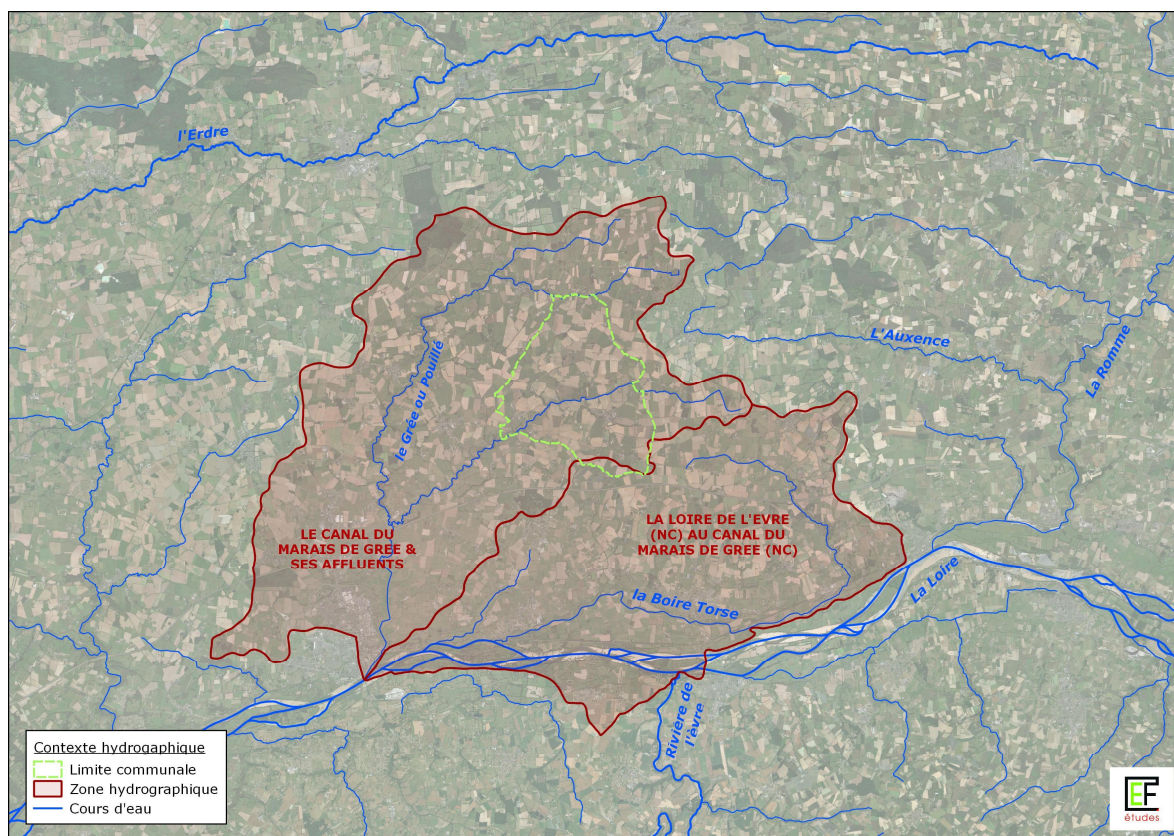 l'Erdre
L'Auxence
La Romme
le Grée ou Pouillé
LE CANAL DU
MARAIS DE GREE &
SES AFFLUENTS
LA LOIRE DE L'EVRE
(NC) AU CANAL DU
MARAIS DE GREE (NC)
la Boire Torse
La Loire
Rivière de
l'èvre
Contexte hydrogaphique
Limite communale
Zone hydrographique
Cours d'eau
EF
études